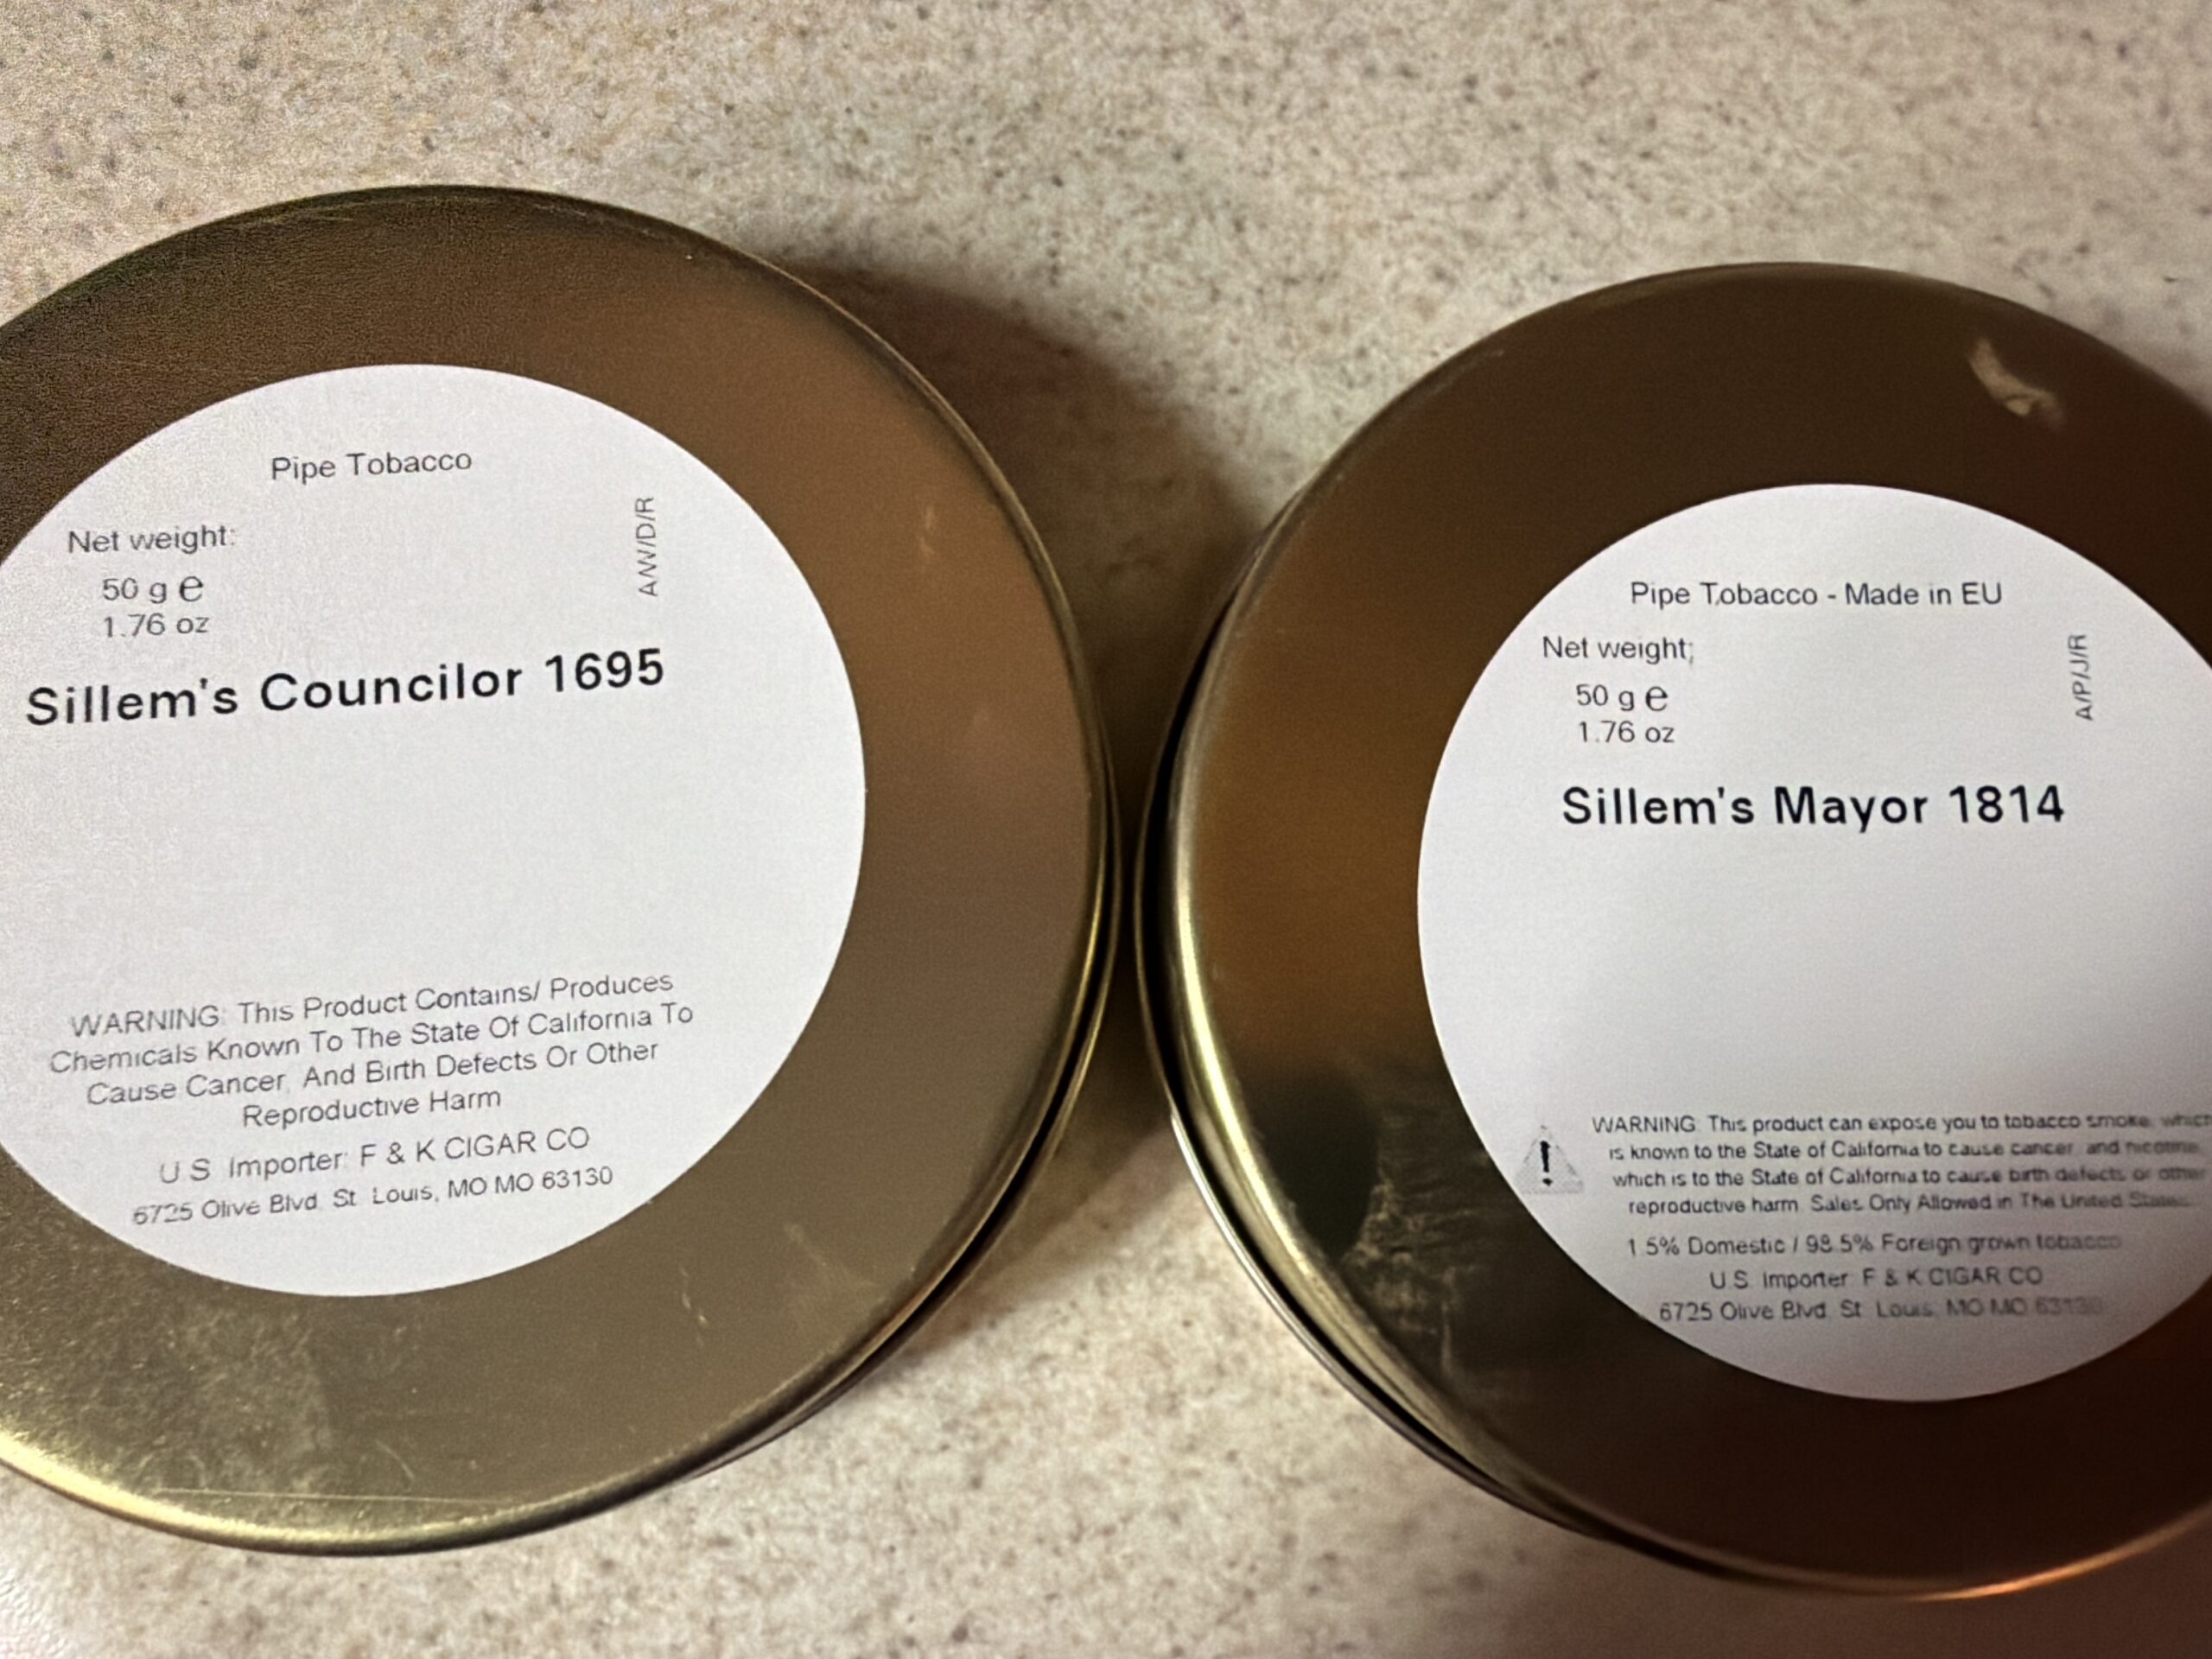 Pipe Tobacco
Net weight:
50 g e
1.76 oz
A/W/D/R
Sillem's Councilor 1695
WARNING: This Product Contains/ Produces
Chemicals Known To The State Of California To
Cause Cancer, And Birth Defects Or Other
Reproductive Harm
U.S. Importer: F & K CIGAR CO
6725 Olive Blvd. St. Louis, MO MO 63130
Pipe Tobacco - Made in EU
Net weight:
50 g e
1.76 oz
A/P/J/R
Sillem's Mayor 1814
!
WARNING: This product can expose you to tobacco smoke, which
is known to the State of California to cause cancer, and nicotine,
which is to the State of California to cause birth defects or other
reproductive harm. Sales Only Allowed in The United States.
1.5% Domestic / 98.5% Foreign grown tobacco
U.S. Importer: F & K CIGAR CO
6725 Olive Blvd. St. Louis, MO MO 63130